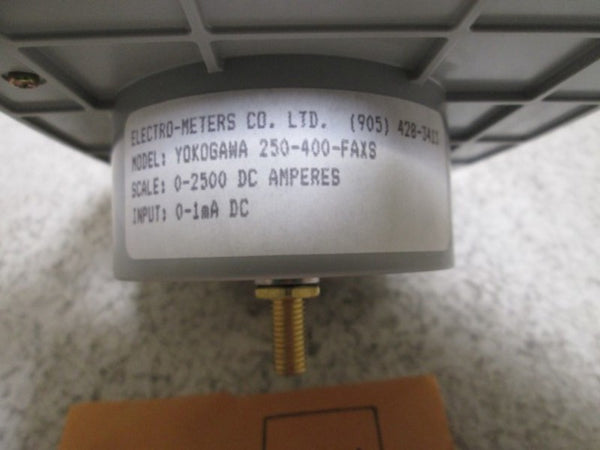 ELECTRO-METERS CO. LTD. (905)
MODEL: YOKOGAWA 250-400-FAXS
SCALE: 0-2500 DC AMPERES
INPUT: 0-1mA DC